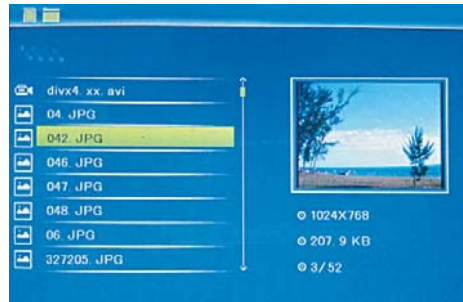 divx4. xx. avi
04. JPG
042. JPG
046. JPG
047. JPG
048. JPG
06. JPG
327205. JPG
1024X768
207. 9 KB
3/52